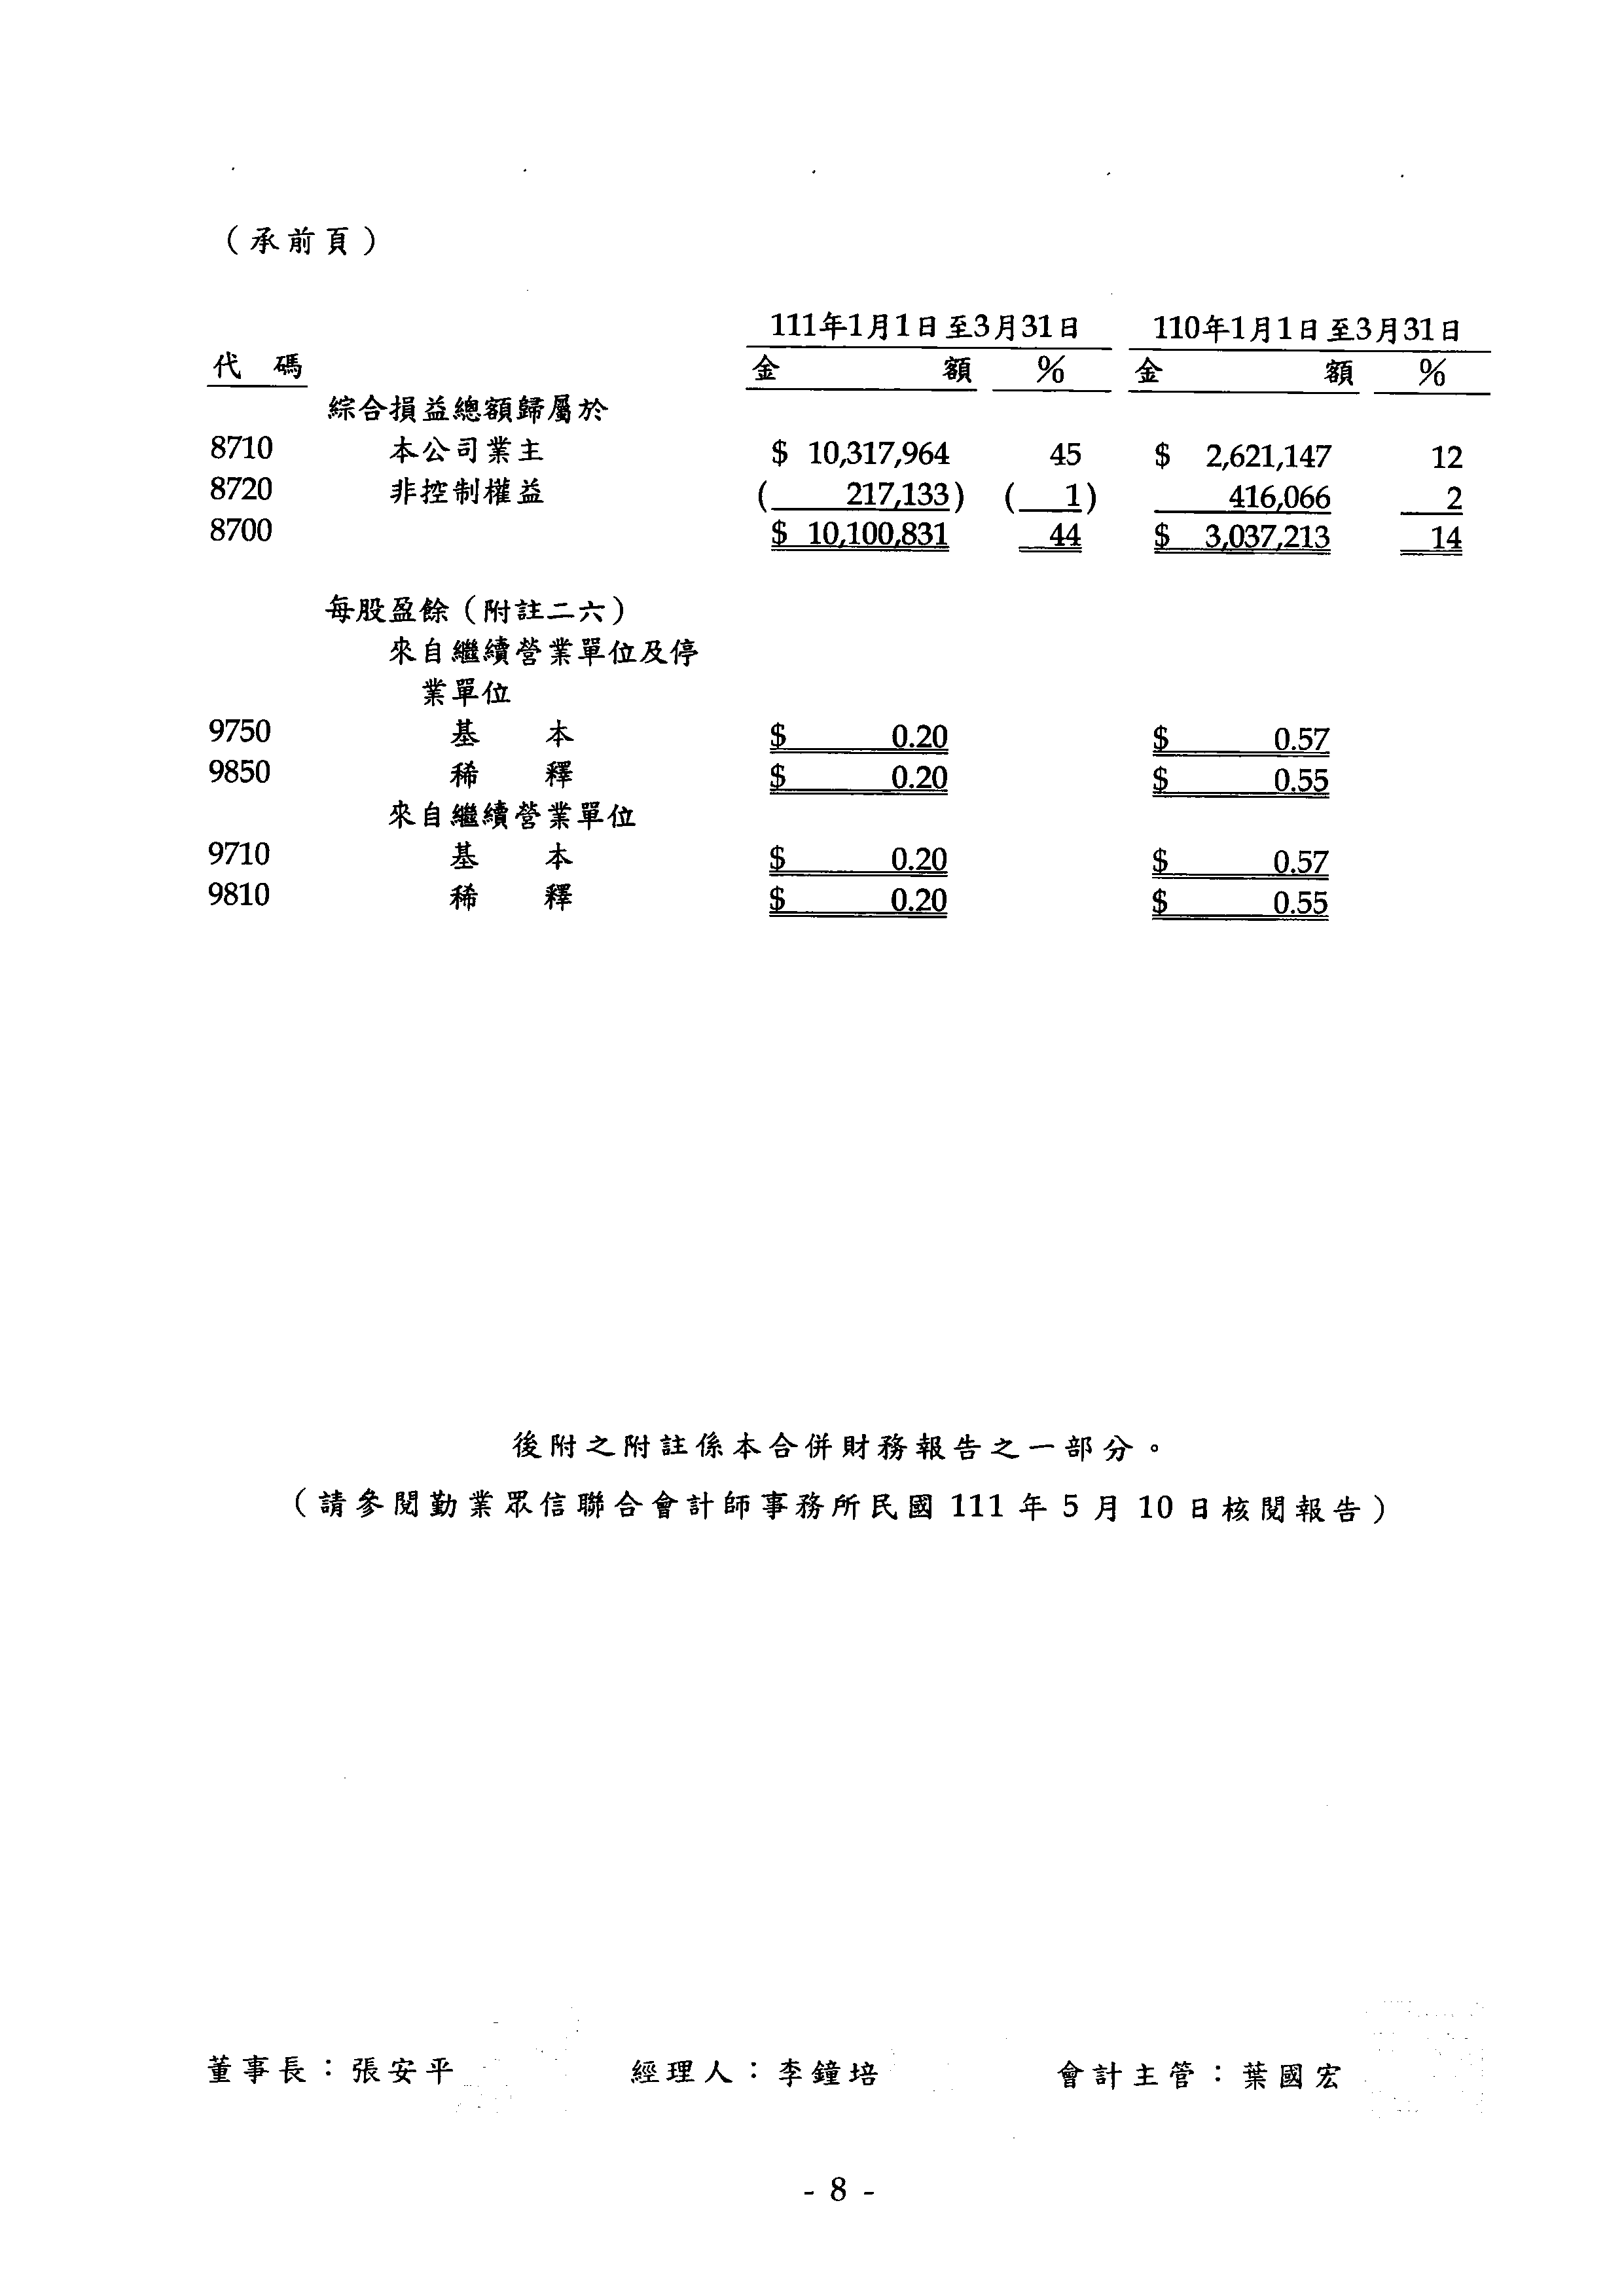 （承前頁）
111年1月1日至3月31日 110年1月1日至3月31日
代 碼 金 額 % 金 額 %
綜合損益總額歸屬於
8710 本公司業主 $ 10,317,964 45 $ 2,621,147 12
8720 非控制權益 ( 217,133) ( 1) 416,066 2
8700 $ 10,100,831 44 $ 3,037,213 14
每股盈餘（附註二六）
來自繼續營業單位及停
業單位
9750 基 本 $ 0.20 $ 0.57
9850 稀 釋 $ 0.20 $ 0.55
來自繼續營業單位
9710 基 本 $ 0.20 $ 0.57
9810 稀 釋 $ 0.20 $ 0.55
後附之附註係本合併財務報告之一部分。
（請參閱勤業眾信聯合會計師事務所民國 111 年 5 月 10 日核閱報告）
董事長：張安平 經理人：李鐘培 會計主管：葉國宏
- 8 -